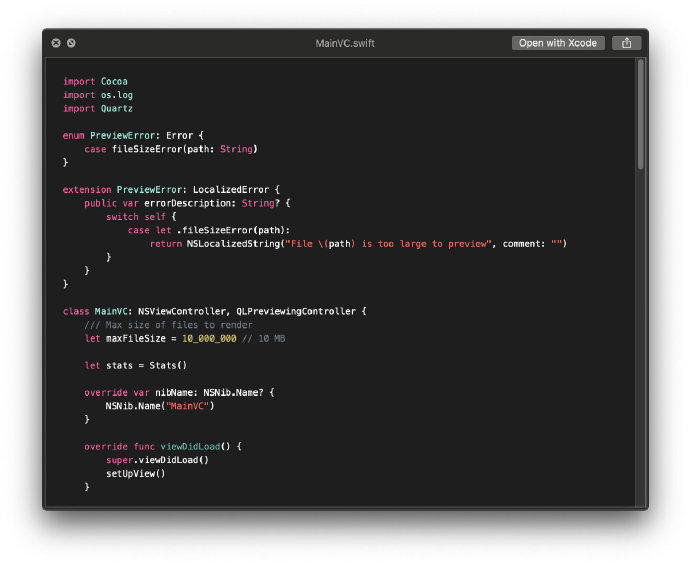 MainVC.swift
Open with Xcode
import Cocoa
import os.log
import Quartz
enum PreviewError: Error {
    case fileSizeError(path: String)
}
extension PreviewError: LocalizedError {
    public var errorDescription: String? {
        switch self {
            case let .fileSizeError(path):
                return NSLocalizedString("File \(path) is too large to preview", comment: "")
        }
    }
}
class MainVC: NSViewController, QLPreviewingController {
    /// Max size of files to render
    let maxFileSize = 10_000_000 // 10 MB
    let stats = Stats()
    override var nibName: NSNib.Name? {
        NSNib.Name("MainVC")
    }
    override func viewDidLoad() {
        super.viewDidLoad()
        setUpView()
    }